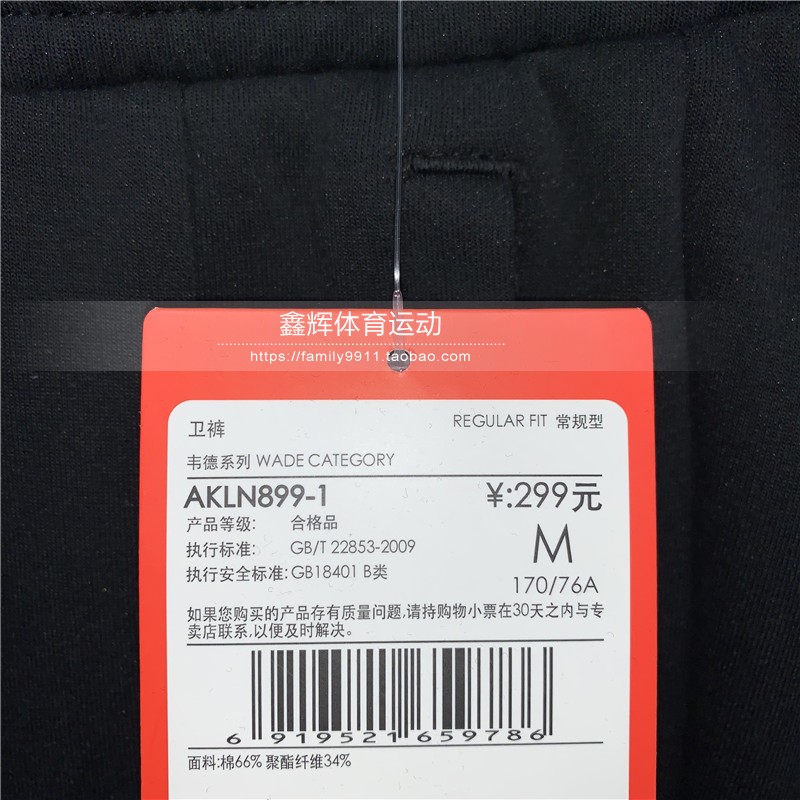 鑫辉体育运动
https://family9911.taobao.com
卫裤
REGULAR FIT 常规型
韦德系列 WADE CATEGORY
AKLN899-1
¥:299元
产品等级: 合格品
执行标准: GB/T 22853-2009
M
执行安全标准:GB18401 B类
170/76A
如果您购买的产品存有质量问题,请持购物小票在30天之内与专
卖店联系,以便及时解决。
6 919521 659786
面料:棉66% 聚酯纤维34%